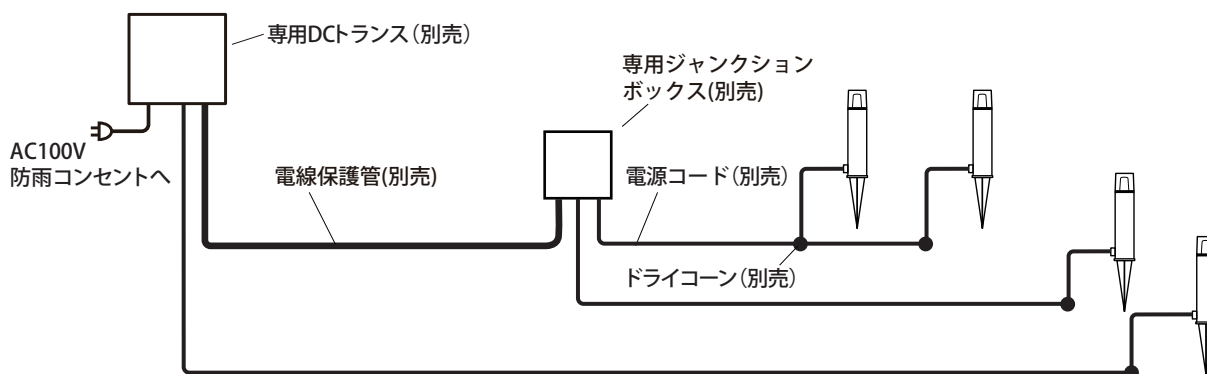 専用DCトランス（別売）
専用ジャンクション
ボックス(別売)
AC100V
防雨コンセントへ
電線保護管(別売)
電源コード（別売）
ドライコーン（別売）